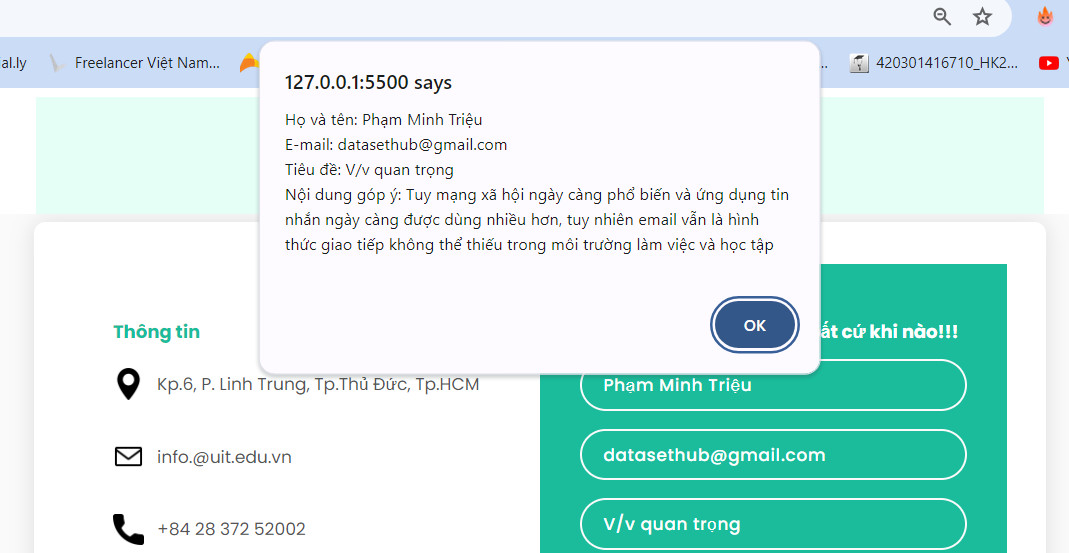 al.ly
Freelancer Việt Nam...
..
420301416710_HK2...
127.0.0.1:5500 says
Họ và tên: Phạm Minh Triệu
E-mail: datasethub@gmail.com
Tiêu đề: V/v quan trọng
Nội dung góp ý: Tuy mạng xã hội ngày càng phổ biến và ứng dụng tin
nhắn ngày càng được dùng nhiều hơn, tuy nhiên email vẫn là hình
thức giao tiếp không thể thiếu trong môi trường làm việc và học tập
OK
Thông tin
Kp.6, P. Linh Trung, Tp.Thủ Đức, Tp.HCM
info.@uit.edu.vn
+84 28 372 52002
ất cứ khi nào!!!
Phạm Minh Triệu
datasethub@gmail.com
V/v quan trọng